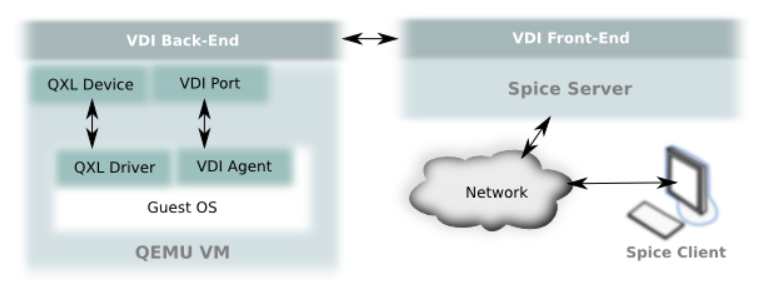 VDI Back-End
VDI Front-End
QXL Device
VDI Port
Spice Server
QXL Driver
VDI Agent
Network
Guest OS
QEMU VM
Spice Client